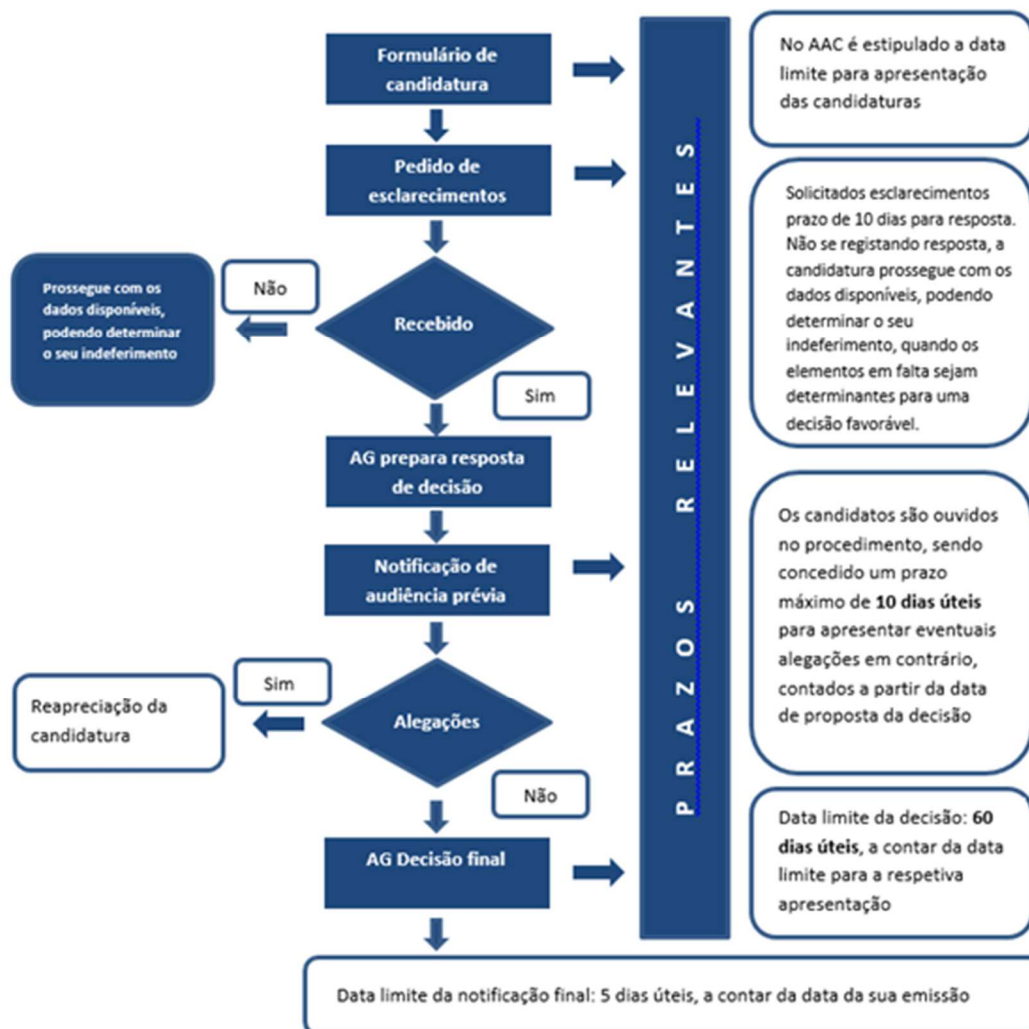 Formulário de
candidatura
No AAC é estipulado a data
limite para apresentação
das candidaturas
Pedido de
esclarecimentos
Solicitados esclarecimentos
prazo de 10 dias para resposta.
Não se registando resposta, a
candidatura prossegue com os
dados disponíveis, podendo
determinar o seu
indeferimento, quando os
elementos em falta sejam
determinantes para uma
decisão favorável.
Recebido
Não
Prossegue com os
dados disponíveis,
podendo determinar
o seu indeferimento
Sim
AG prepara resposta
de decisão
Notificação de
audiência prévia
Os candidatos são ouvidos
no procedimento, sendo
concedido um prazo
máximo de 10 dias úteis
para apresentar eventuais
alegações em contrário,
contados a partir da data
de proposta da decisão
Alegações
Sim
Reapreciação da
candidatura
Não
AG Decisão final
Data limite da decisão: 60
dias úteis, a contar da data
limite para a respetiva
apresentação
PRAZOS RELEVANTES
Data limite da notificação final: 5 dias úteis, a contar da data da sua emissão